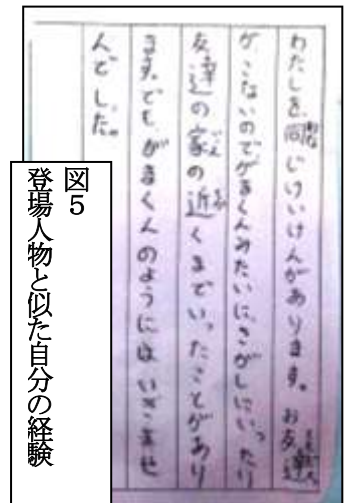 わたしも同じけいけんがあります。お友達
が、こないのでがまくんみたいに、さがしにいったり
友達の家の近くまでいったことがあり
ます。でもがまくんのようにはいきませ
んでした。
図5
登場人物と似た自分の経験